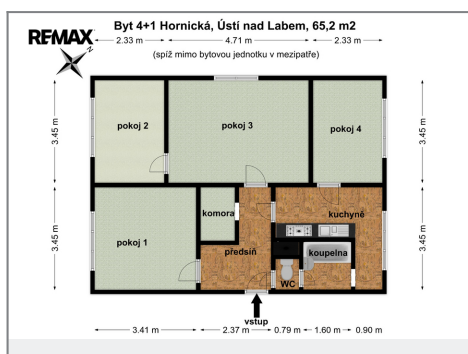 Byt 4+1 Hornická, Ústí nad Labem, 65,2 m2
RE/MAX
N
2.33 m
4.71 m
2.33 m
(spíž mimo bytovou jednotku v mezipatře)
3.45 m
pokoj 2
pokoj 3
pokoj 4
3.45 m
3.45 m
pokoj 1
komora
předsíň
kuchyně
koupelna
WC
3.45 m
vstup
3.41 m
2.37 m
0.79 m
1.60 m
0.90 m